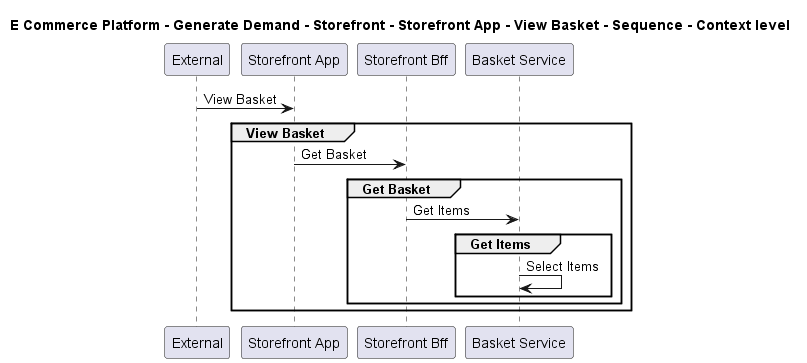 E Commerce Platform - Generate Demand - Storefront - Storefront App - View Basket - Sequence - Context level
External Storefront App Storefront Bff Basket Service
View Basket
View Basket
Get Basket
Get Basket
Get Items
Get Items
Select Items
External Storefront App Storefront Bff Basket Service